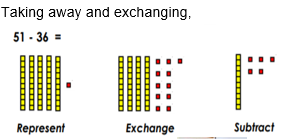 Taking away and exchanging,
51 - 36 =
Represent Exchange Subtract